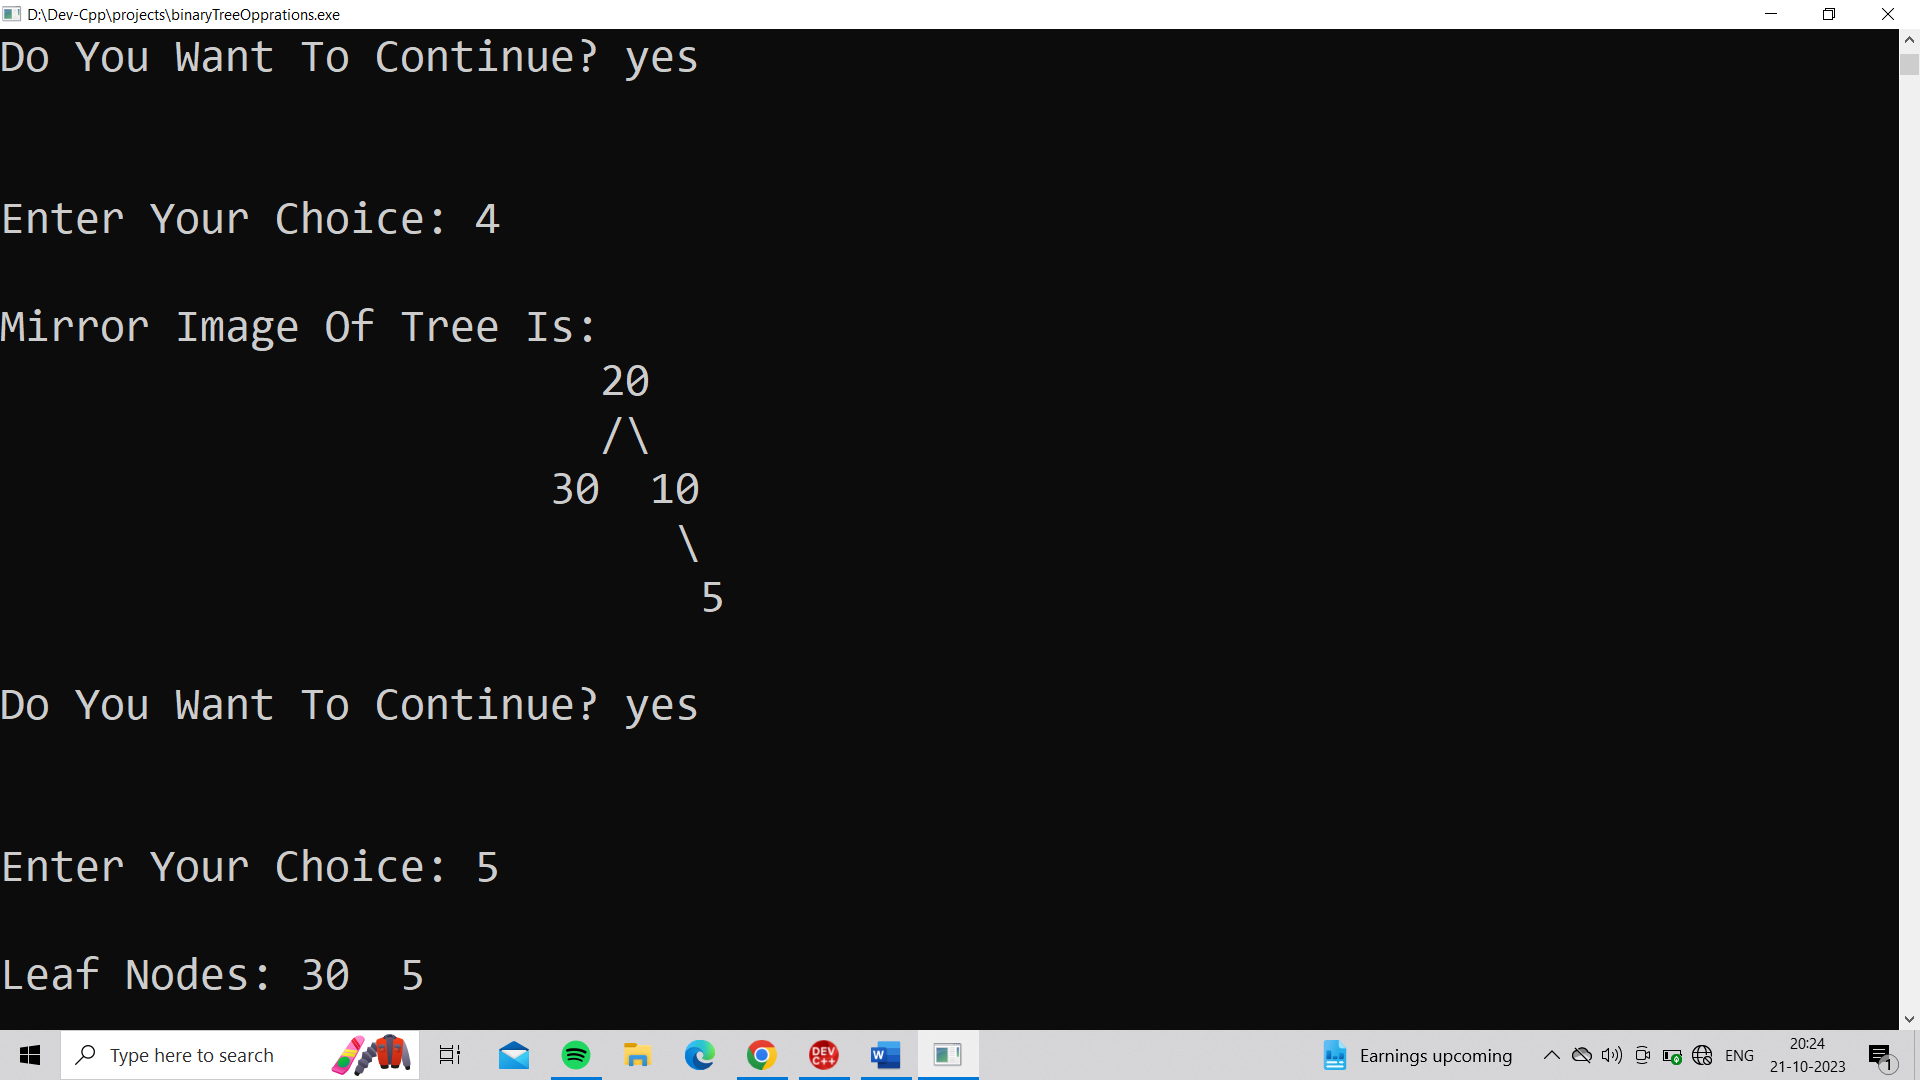 D:\Dev-Cpp\projects\binaryTreeOpprations.exe
Do You Want To Continue? yes
Enter Your Choice: 4
Mirror Image Of Tree Is:
20
/\
30 10
\
5
Do You Want To Continue? yes
Enter Your Choice: 5
Leaf Nodes: 30 5
Type here to search
DEV C++
W
Earnings upcoming
ENG
20:24
21-10-2023
1